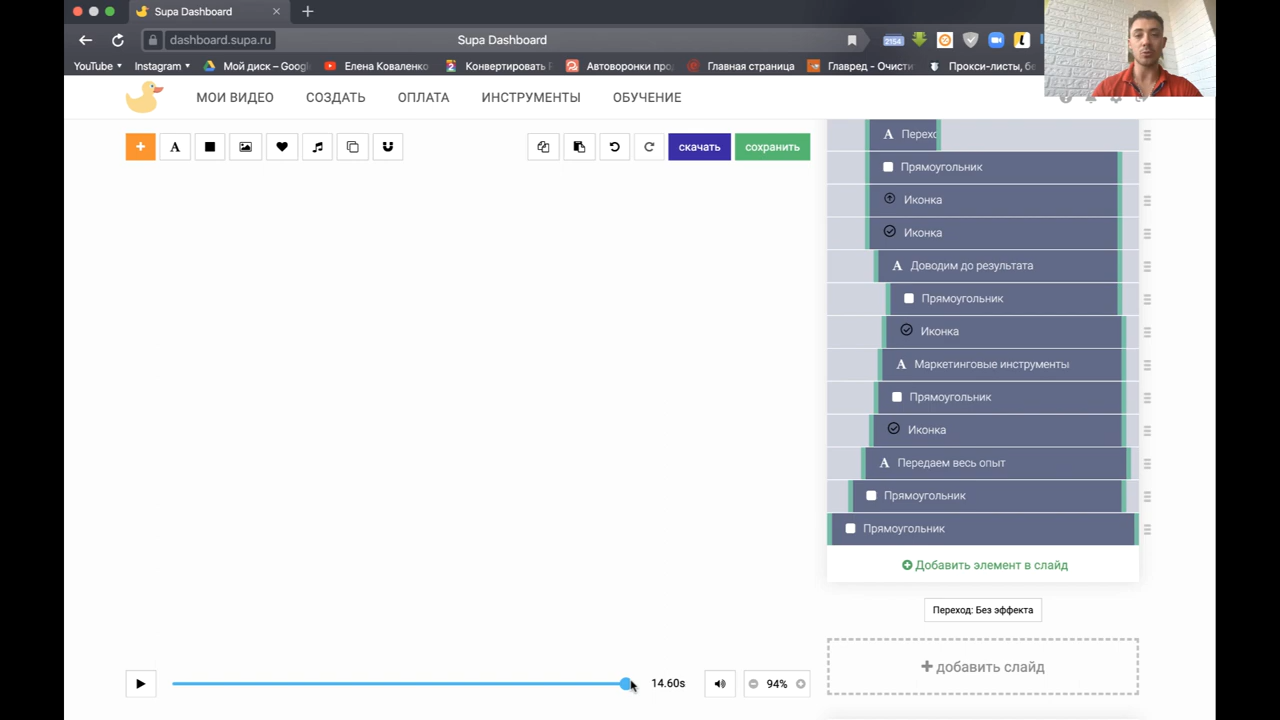 Supa Dashboard
dashboard.supa.ru
Supa Dashboard
2154
YouTube
Instagram
Мой диск – Googl
Елена Коваленко
Конвертировать F
Автоворонки прод
Главная страница
Главред - Очисти
Прокси-листы, бе
МОИ ВИДЕО
СОЗДАТЬ
ОПЛАТА
ИНСТРУМЕНТЫ
ОБУЧЕНИЕ
A
скачать
сохранить
A Перехо
Прямоугольник
Иконка
Иконка
A Доводим до результата
Прямоугольник
Иконка
A Маркетинговые инструменты
Прямоугольник
Иконка
A Передаем весь опыт
Прямоугольник
Прямоугольник
Добавить элемент в слайд
Переход: Без эффекта
+ добавить слайд
14.60s
94%